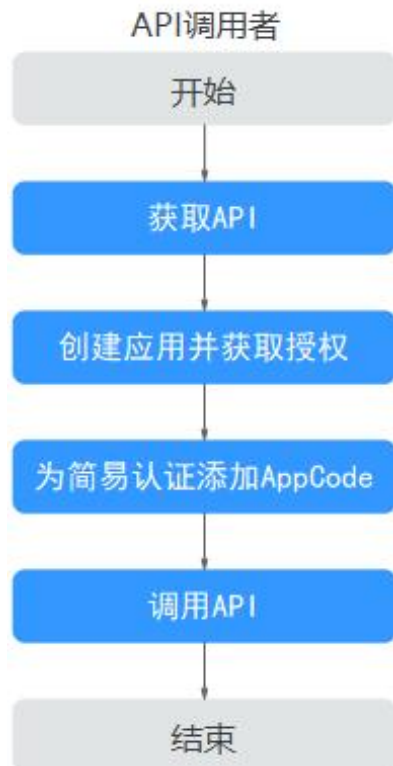 API调用者
开始
获取API
创建应用并获取授权
为简易认证添加AppCode
调用API
结束